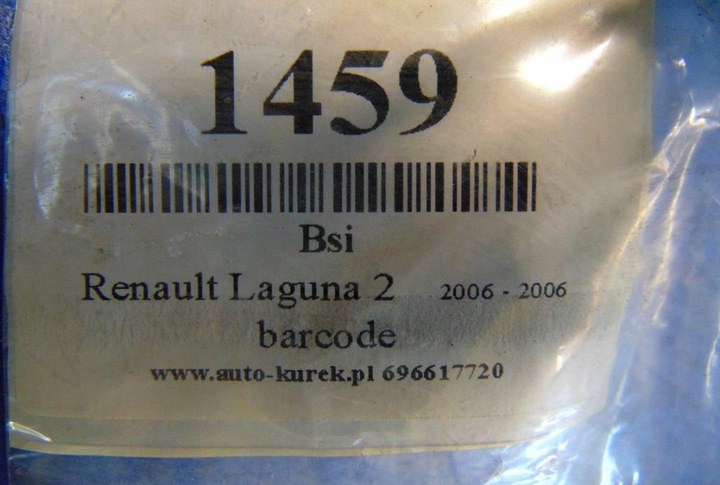 1459
Bsi
Renault Laguna 2 2006 - 2006
barcode
www.auto-kurek.pl 696617720